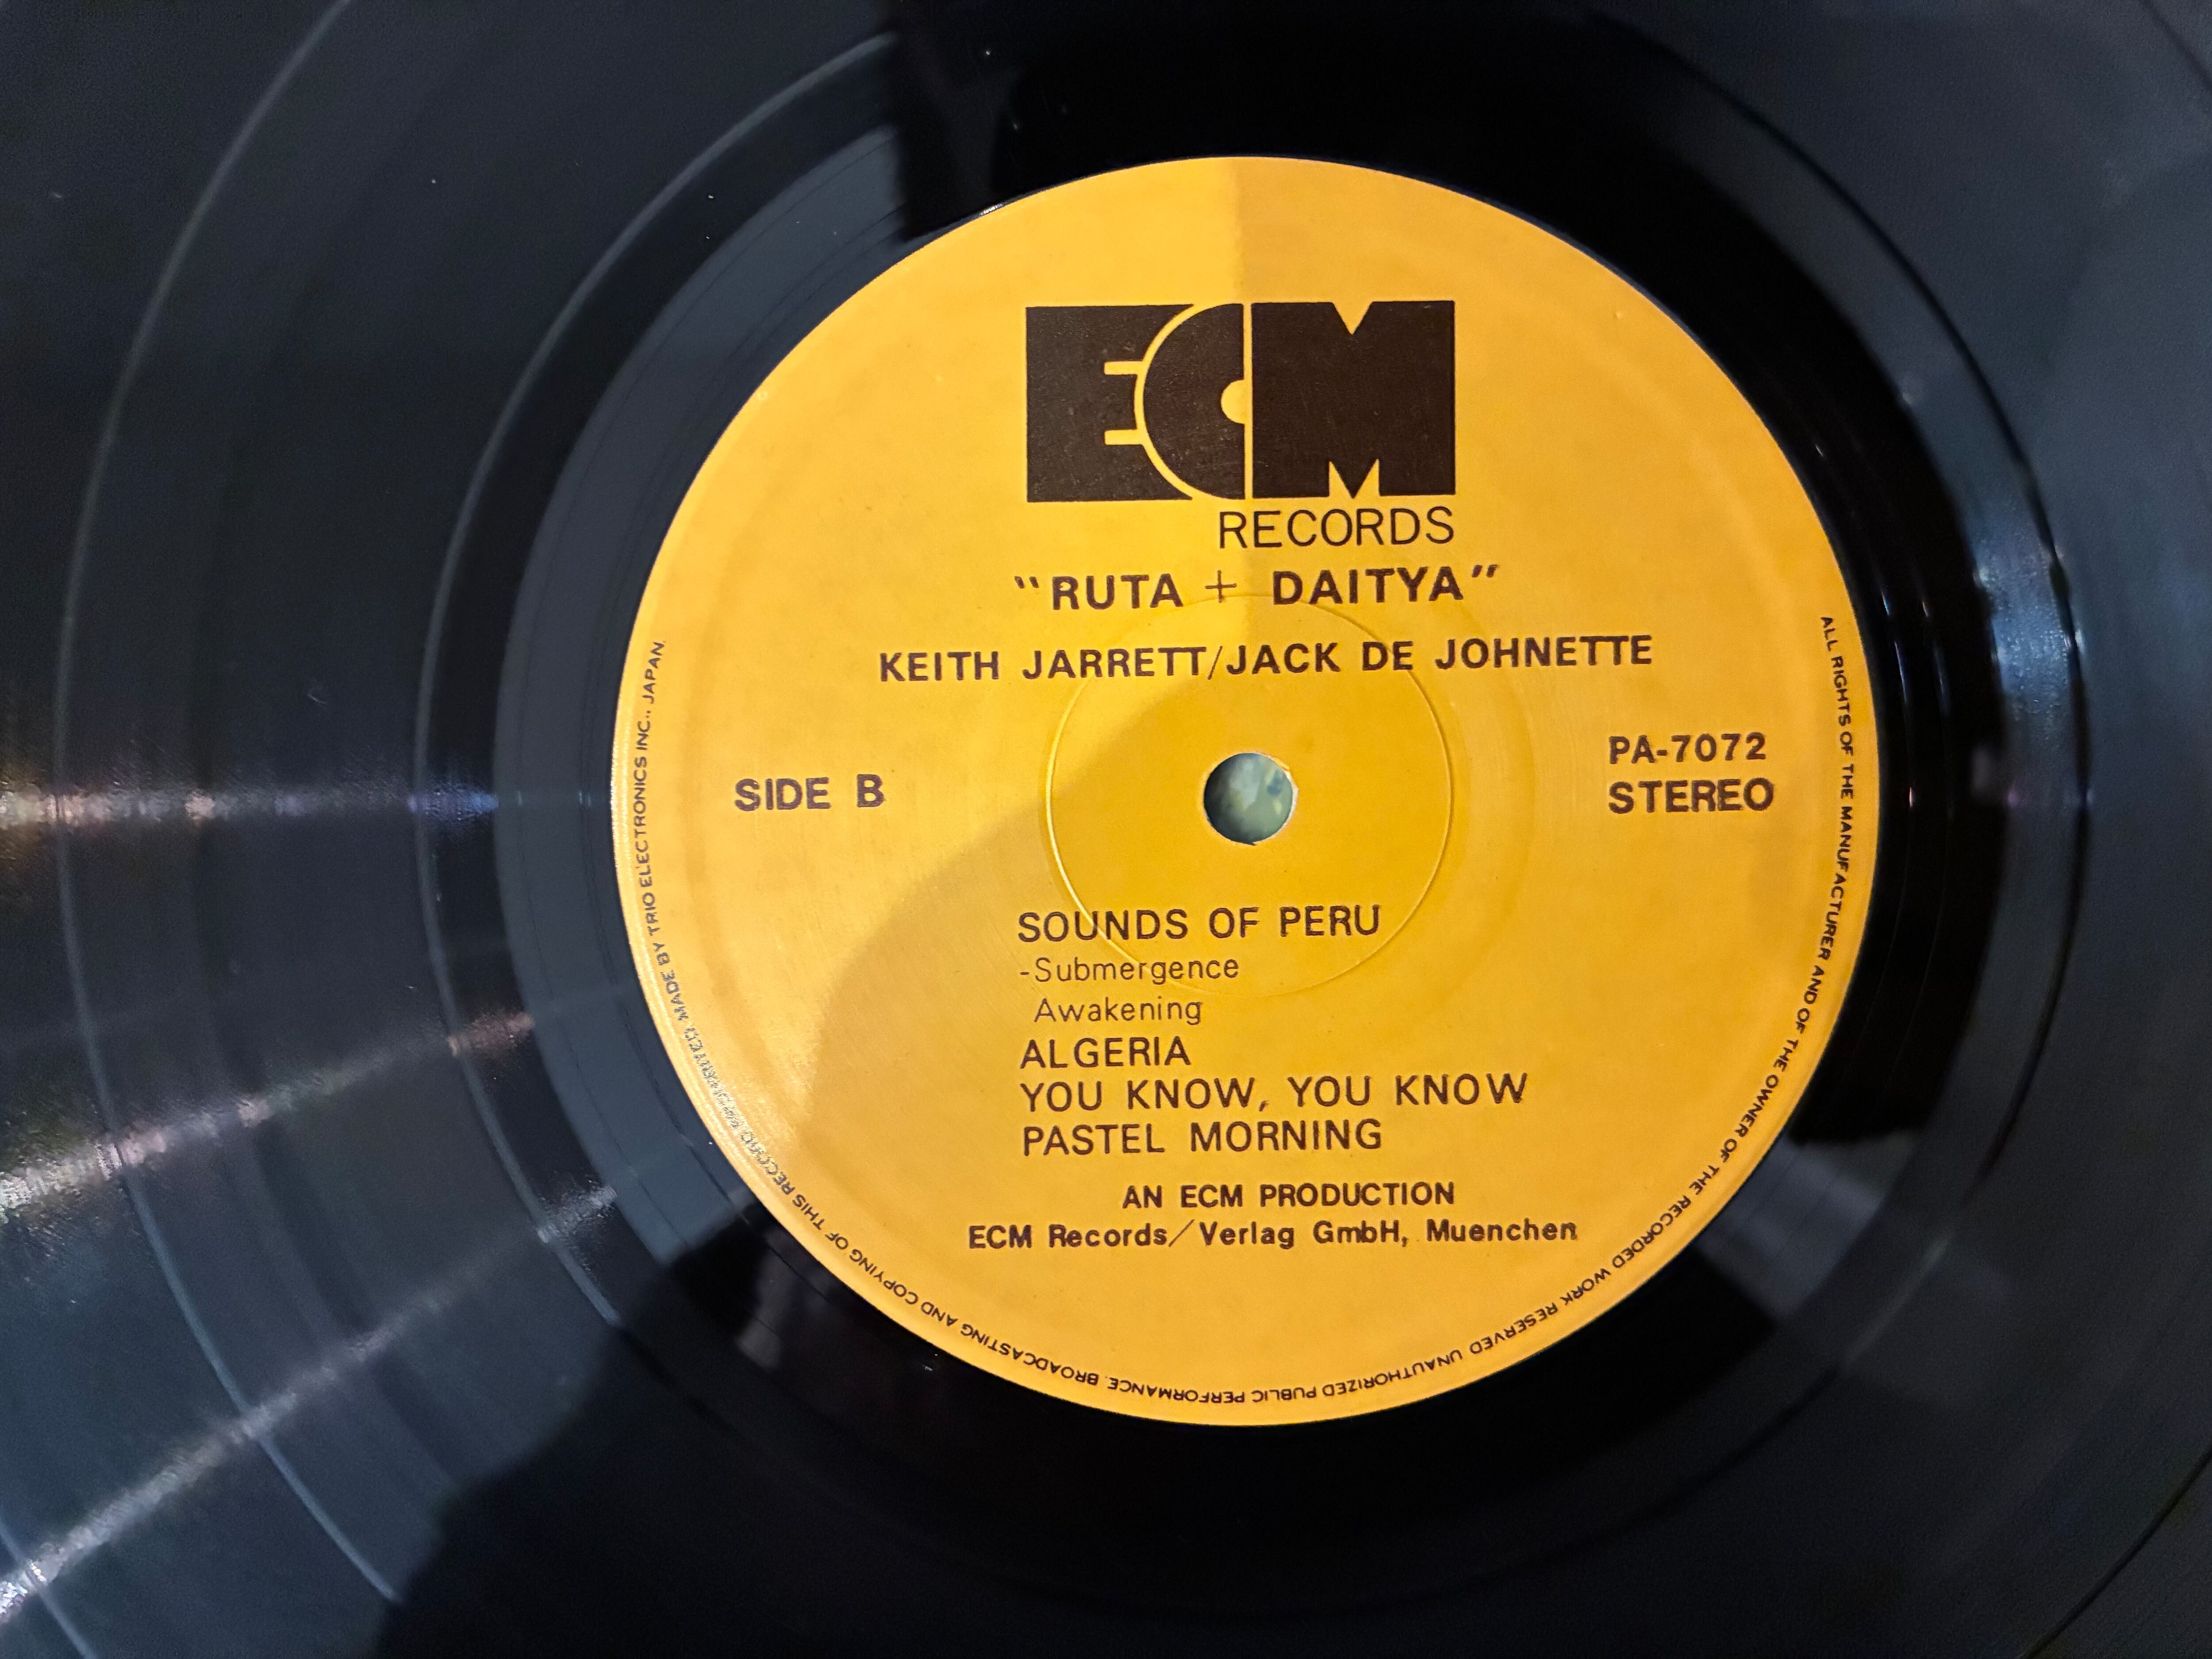 ECM
RECORDS
"RUTA + DAITYA"
KEITH JARRETT/JACK DE JOHNETTE
SIDE B
PA-7072
STEREO
SOUNDS OF PERU
-Submergence
Awakening
ALGERIA
YOU KNOW, YOU KNOW
PASTEL MORNING
AN ECM PRODUCTION
ECM Records/Verlag GmbH, Muenchen
ALL RIGHTS OF THE MANUFACTURER AND OF THE OWNER OF THE RECORDED WORK RESERVED UNAUTHORIZED PUBLIC PERFORMANCE. BROADCASTING AND COPYING OF THIS RECORD PROHIBITED. MADE BY TRIO ELECTRONICS INC., JAPAN.